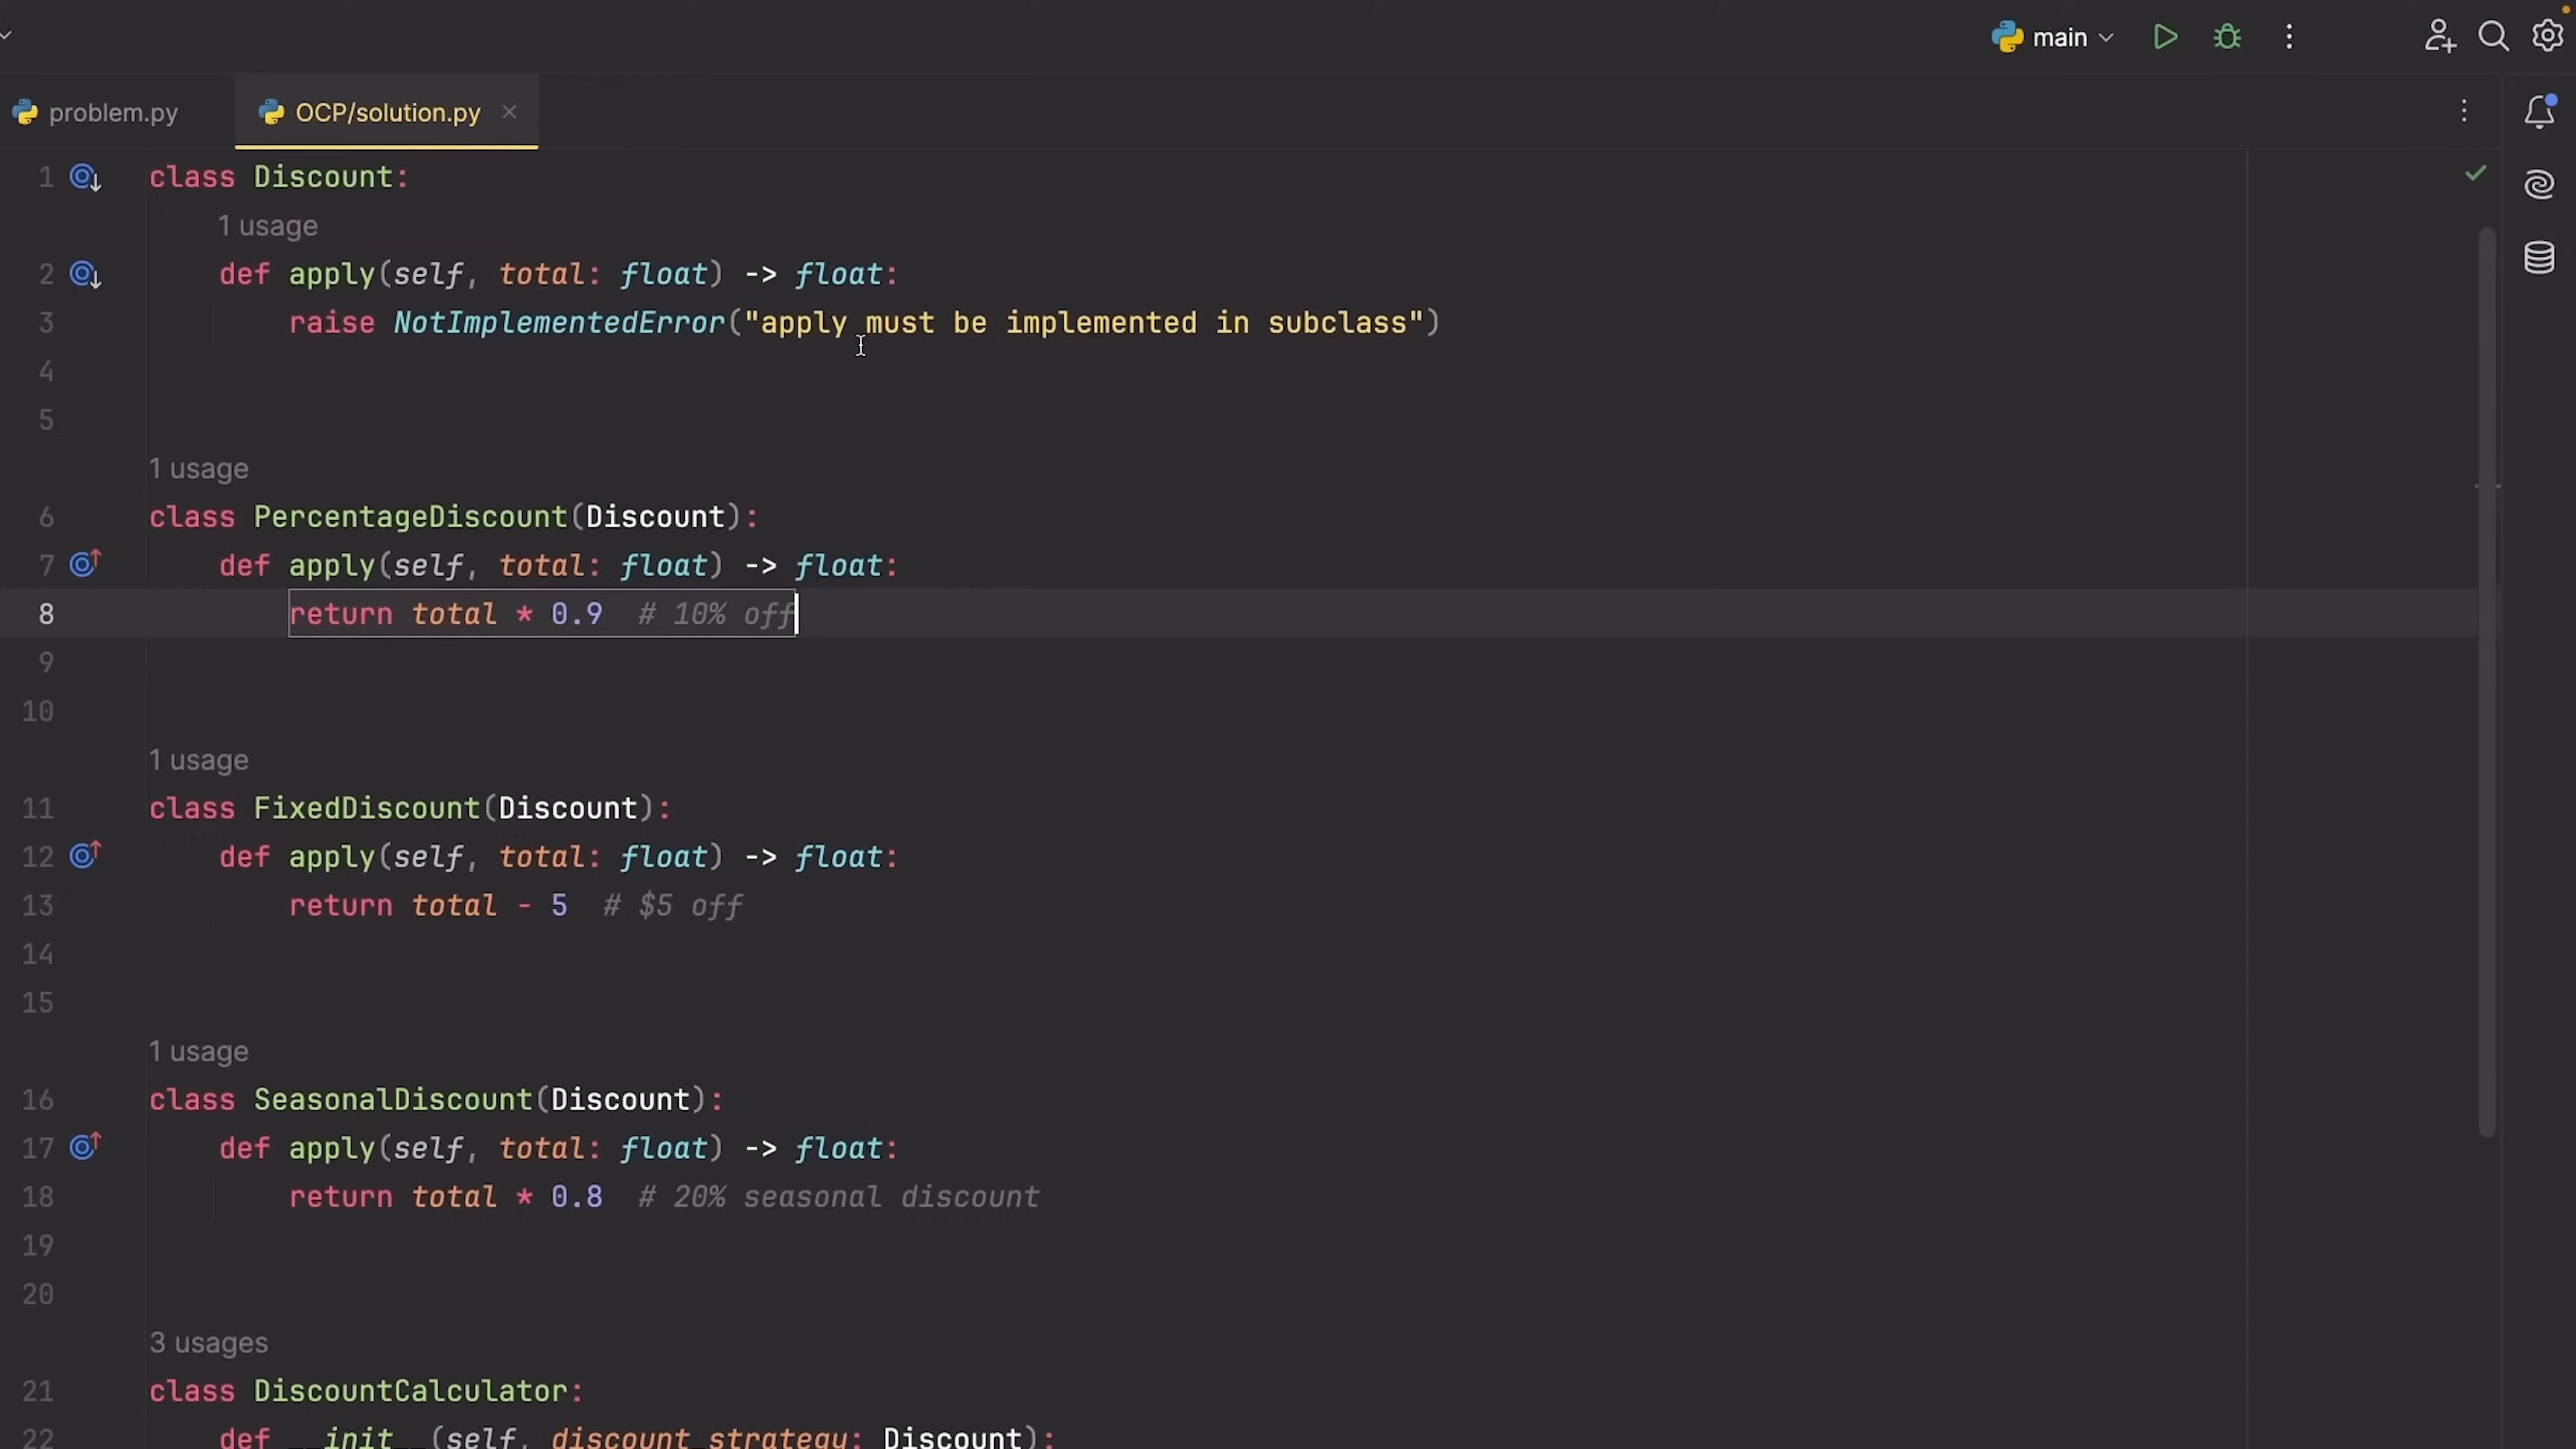 main
problem.py
OCP/solution.py
1 class Discount:
1 usage
2 def apply(self, total: float) -> float:
3 raise NotImplementedError("apply must be implemented in subclass")
4
5
1 usage
6 class PercentageDiscount(Discount):
7 def apply(self, total: float) -> float:
8 return total * 0.9  # 10% off
9
10
1 usage
11 class FixedDiscount(Discount):
12 def apply(self, total: float) -> float:
13 return total - 5  # $5 off
14
15
1 usage
16 class SeasonalDiscount(Discount):
17 def apply(self, total: float) -> float:
18 return total * 0.8  # 20% seasonal discount
19
20
3 usages
21 class DiscountCalculator:
22 def __init__(self, discount_strategy: Discount):